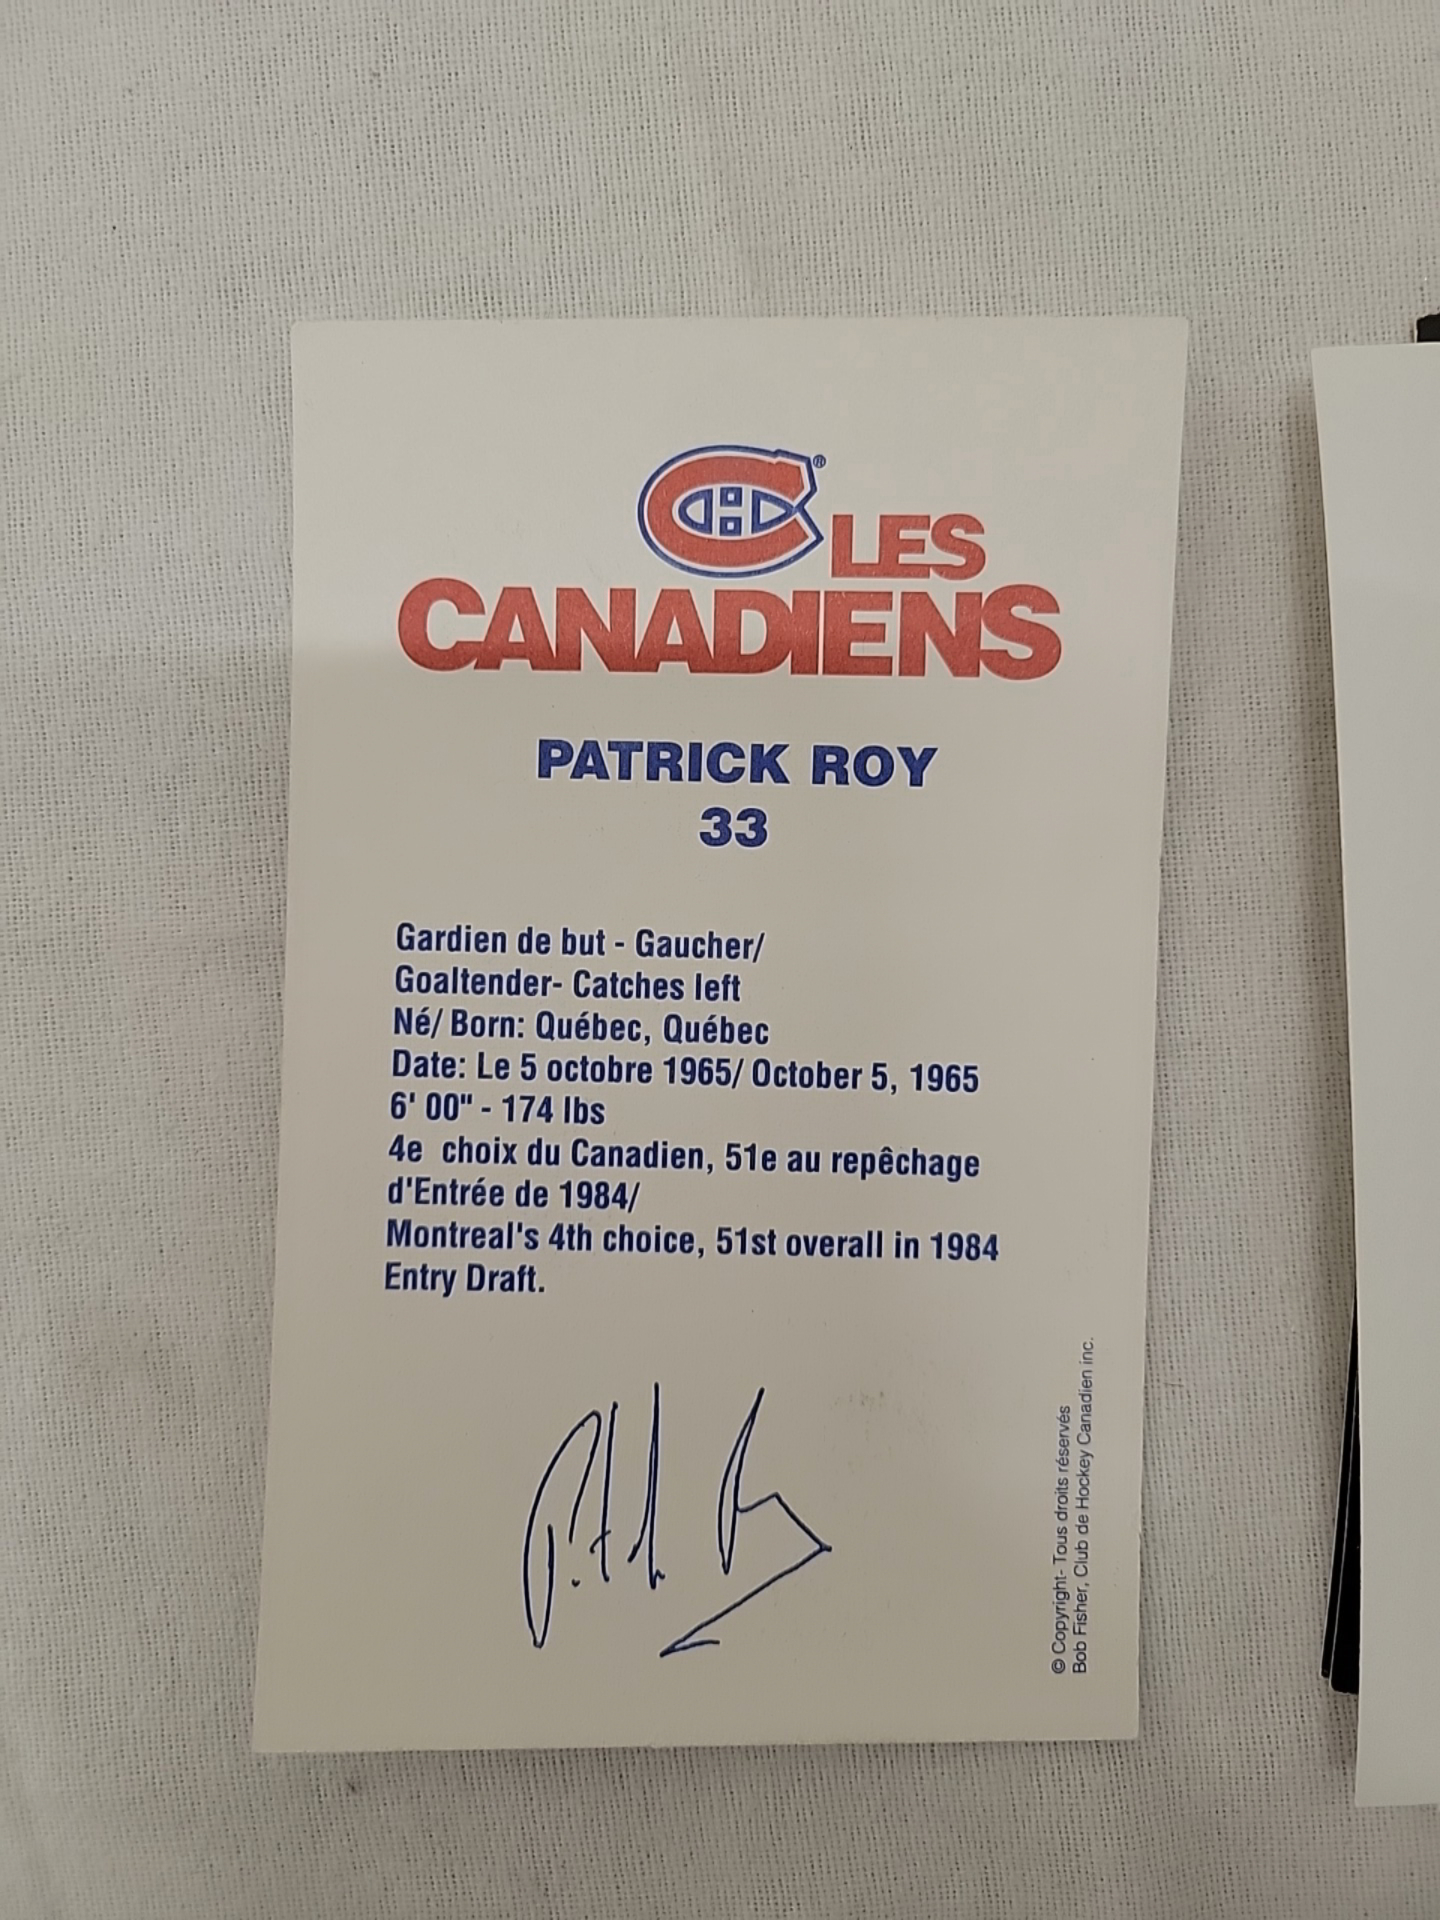 LES
CANADIENS
PATRICK ROY
33
Gardien de but - Gaucher/
Goaltender- Catches left
Né/ Born: Québec, Québec
Date: Le 5 octobre 1965/ October 5, 1965
6' 00" - 174 lbs
4e choix du Canadien, 51e au repêchage
d'Entrée de 1984/
Montreal's 4th choice, 51st overall in 1984
Entry Draft.
© Copyright- Tous droits réservés
Bob Fisher, Club de Hockey Canadien inc.